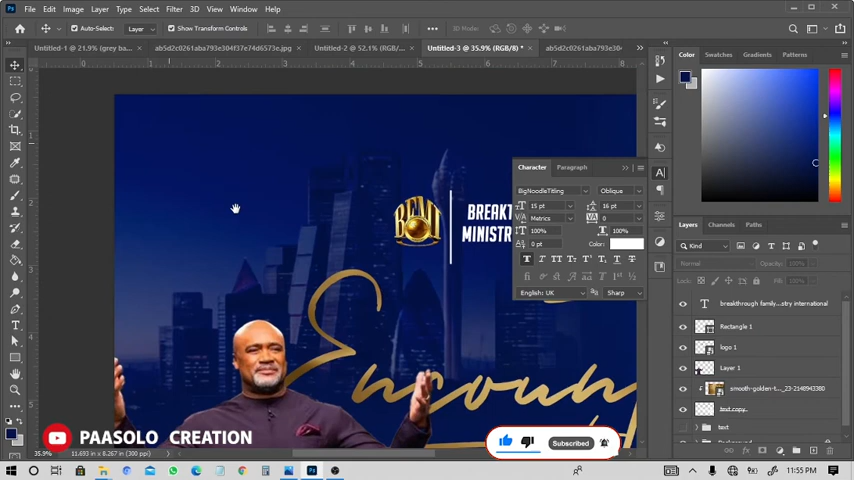 File Edit Image Layer Type Select Filter 3D View Window Help
Auto-Select: Layer Show Transform Controls 3D Mode:
Untitled-1 @ 21.9% (grey ba... × ab5d2c0261aba793e304f37e74d6573e.jpg × Untitled-2 @ 52.1% (RGB/... × Untitled-3 @ 35.9% (RGB/8) * × ab5d2c0261aba793e30...
Color Swatches Gradients Patterns
Character Paragraph
BigNoodleTitling Oblique
15 pt 16 pt
Metrics 0
100% 100%
0 pt Color:
English: UK Sharp
BFMI
BREAKT
MINISTR
Encoun
Layers Channels Paths
Kind
Normal Opacity: 100%
Lock: Fill: 100%
breakthrough family...stry international
Rectangle 1
logo 1
Layer 1
smooth-golden-t..._23-2148943380
text copy
text
PAASOLO CREATION
Subscribed
35.9% 11.693 in x 8.267 in (300 ppi)
11:55 PM